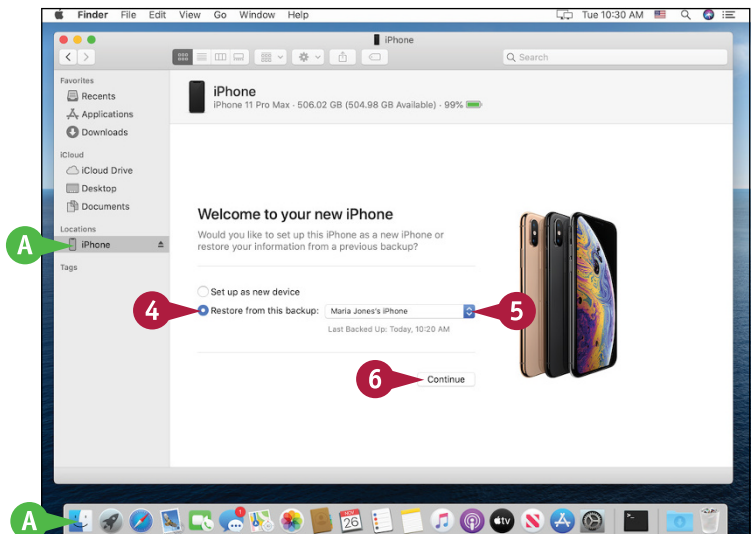 Finder File Edit View Go Window Help Tue 10:30 AM
iPhone
Search
Favorites
Recents
Applications
Downloads
iCloud
iCloud Drive
Desktop
Documents
Locations
A
iPhone
Tags
iPhone
iPhone 11 Pro Max · 506.02 GB (504.98 GB Available) · 99%
Welcome to your new iPhone
Would you like to set up this iPhone as a new iPhone or
restore your information from a previous backup?
Set up as new device
4 Restore from this backup: Maria Jones's iPhone 5
Last Backed Up: Today, 10:20 AM
6 Continue
A
1
NOV
26
tv